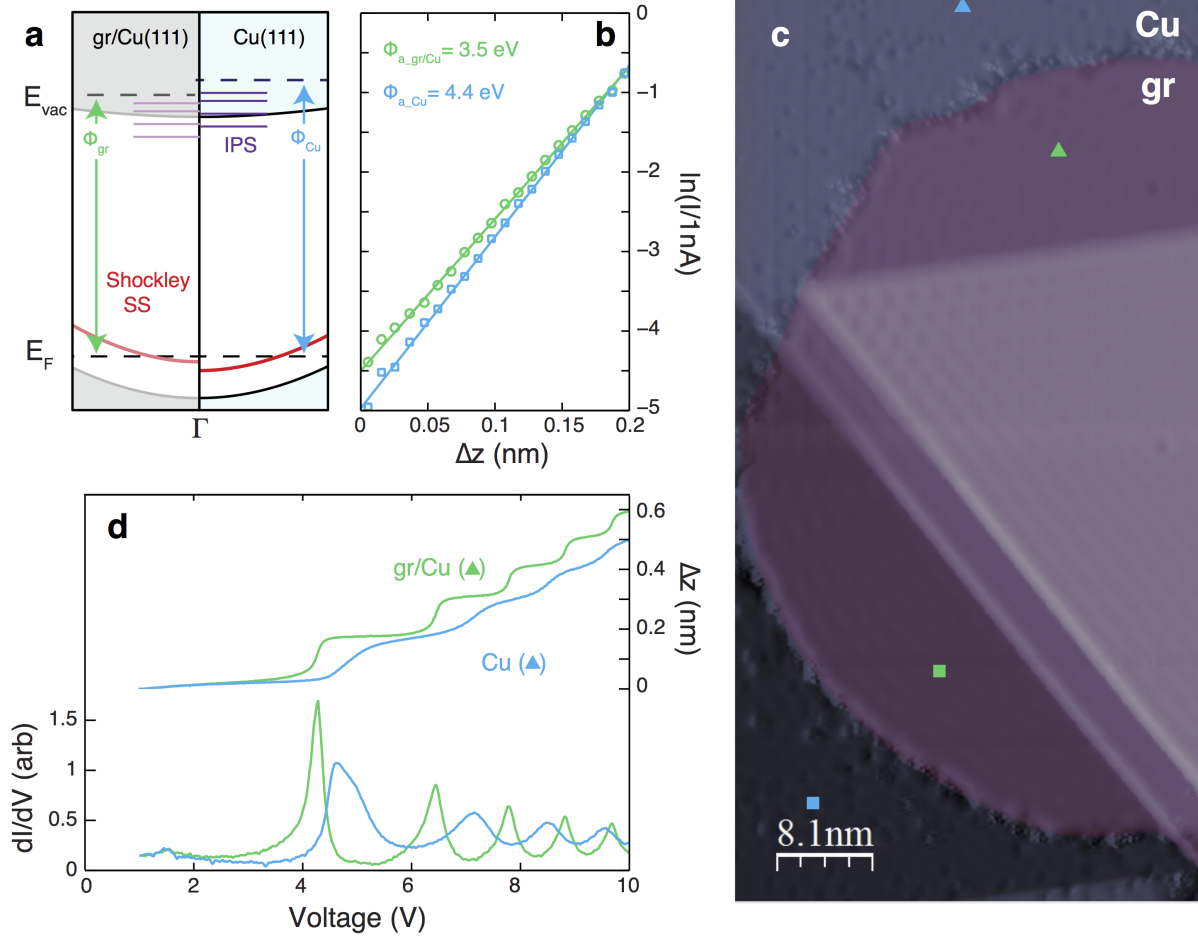 a
gr/Cu(111)
Cu(111)
E_vac
Φ_gr
IPS
Φ_Cu
Shockley
SS
E_F
Γ
b
Φ_a_gr/Cu = 3.5 eV
Φ_a_Cu = 4.4 eV
0
−1
−2
−3
−4
−5
ln(I/1nA)
0
0.05
0.1
0.15
0.2
Δz (nm)
c
Cu
gr
8.1nm
d
gr/Cu (▲)
Cu (▲)
0.6
0.4
0.2
0
Δz (nm)
1.5
1
0.5
0
dI/dV (arb)
0
2
4
6
8
10
Voltage (V)